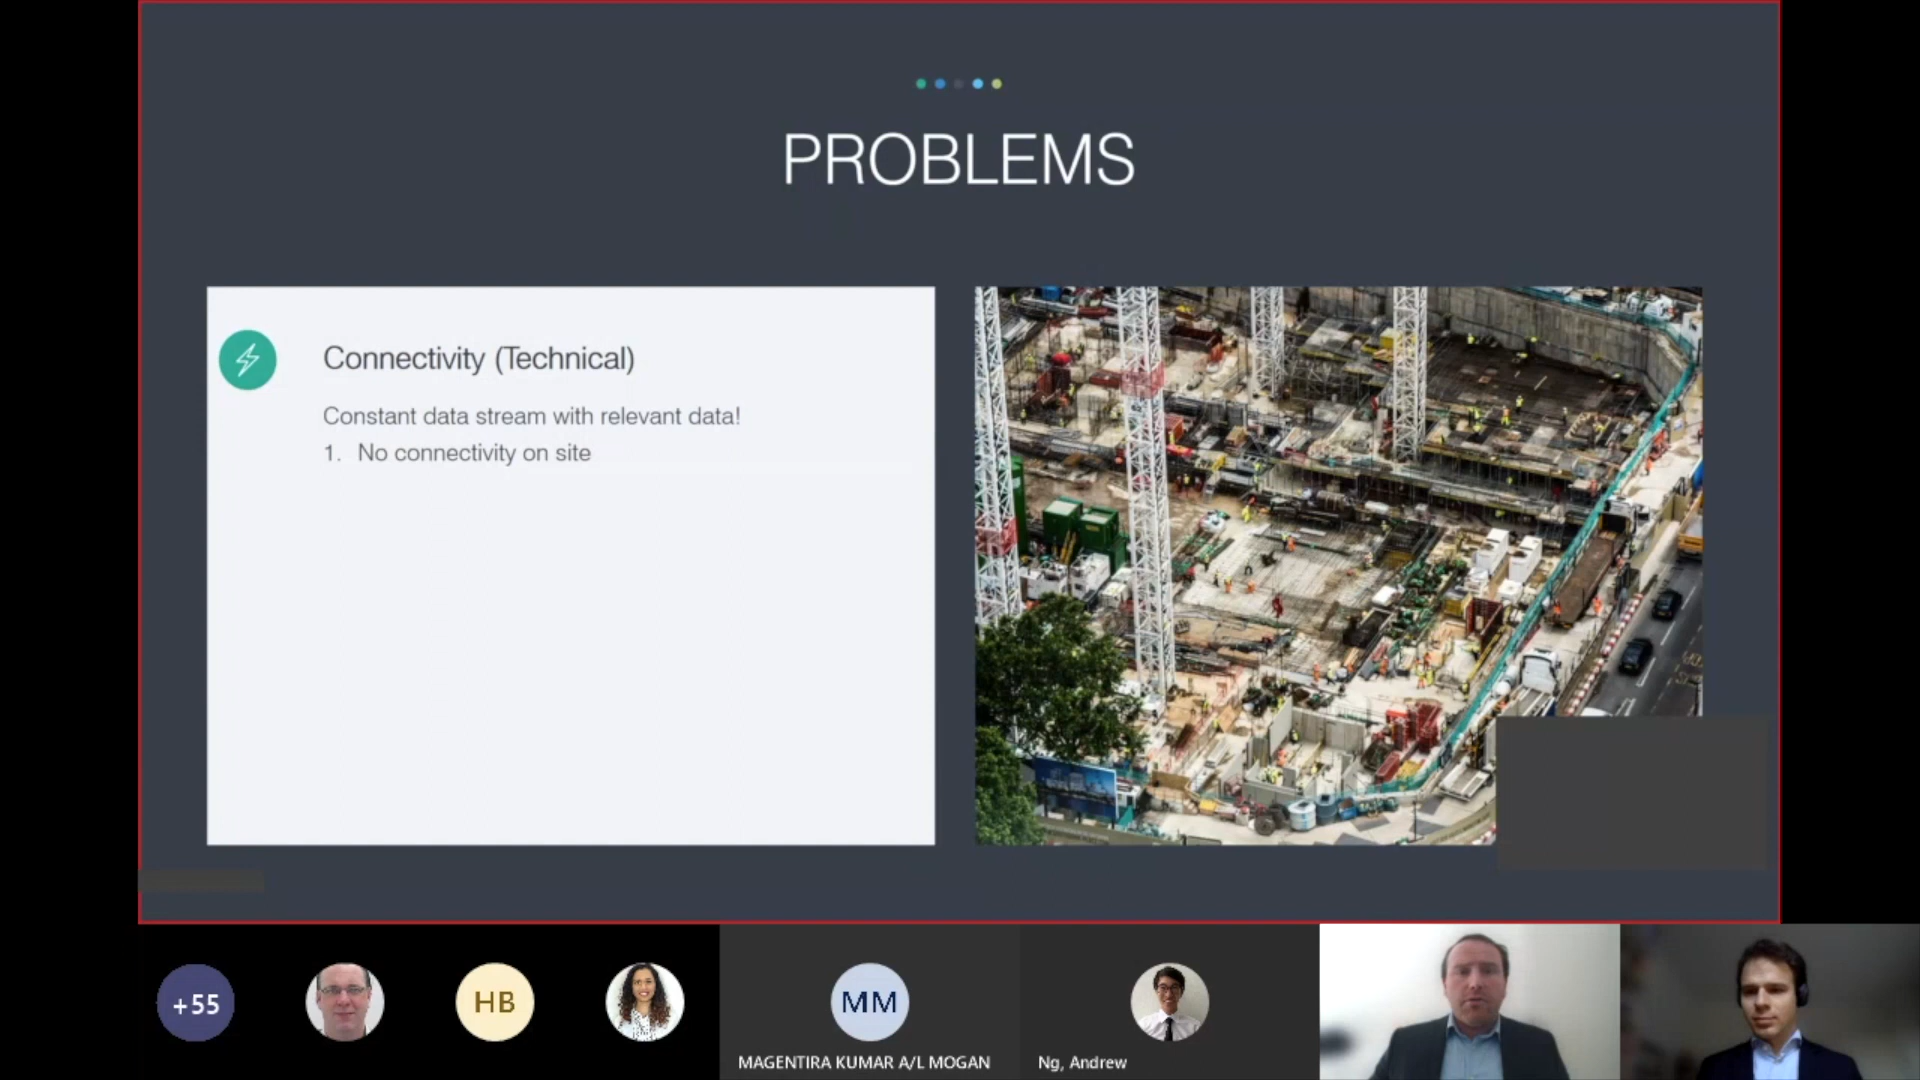 PROBLEMS
Connectivity (Technical)
Constant data stream with relevant data!
1. No connectivity on site
+55
HB
MM
MAGENTIRA KUMAR A/L MOGAN
Ng, Andrew